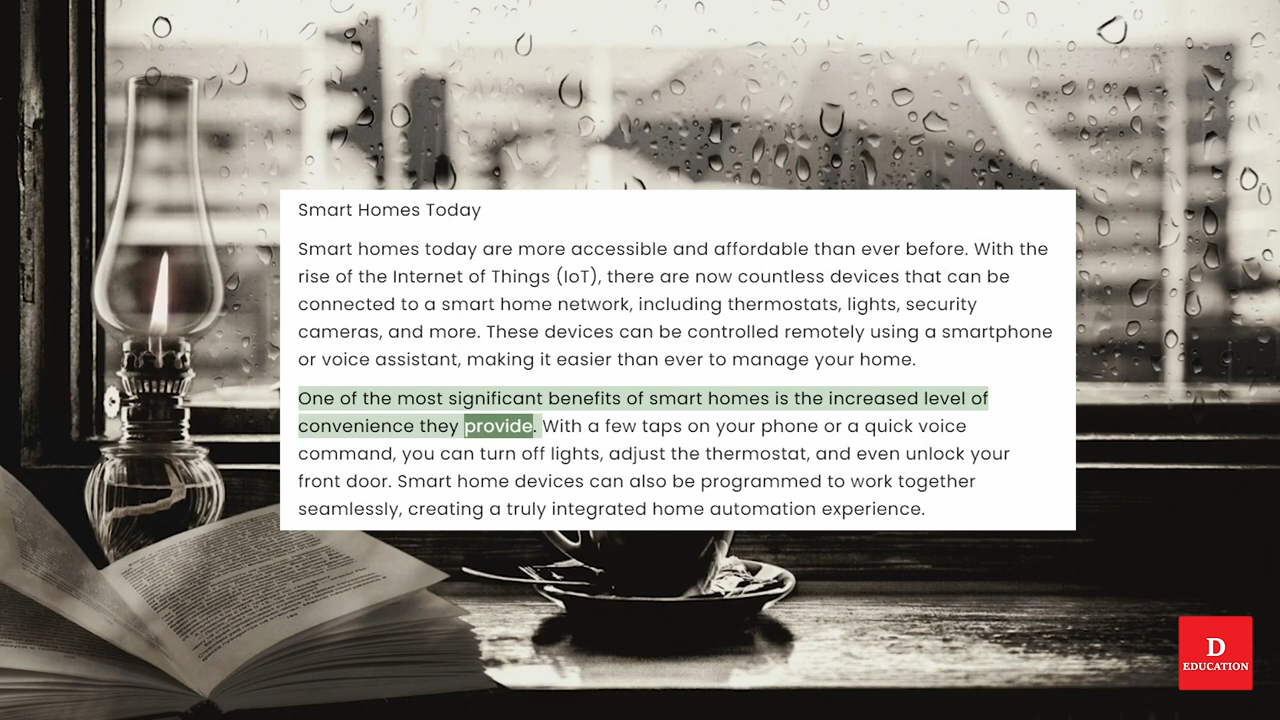 Smart Homes Today
Smart homes today are more accessible and affordable than ever before. With the
rise of the Internet of Things (IoT), there are now countless devices that can be
connected to a smart home network, including thermostats, lights, security
cameras, and more. These devices can be controlled remotely using a smartphone
or voice assistant, making it easier than ever to manage your home.
One of the most significant benefits of smart homes is the increased level of
convenience they provide. With a few taps on your phone or a quick voice
command, you can turn off lights, adjust the thermostat, and even unlock your
front door. Smart home devices can also be programmed to work together
seamlessly, creating a truly integrated home automation experience.
D
EDUCATION